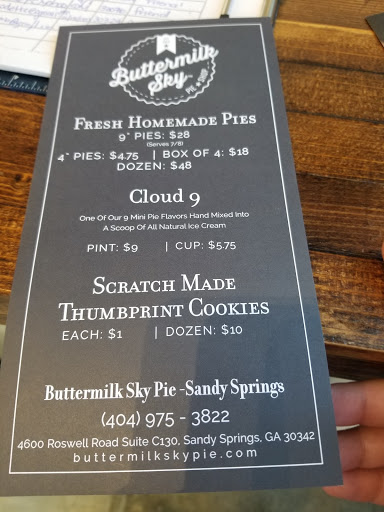 Buttermilk
Sky
PIE SHOP
FRESH HOMEMADE PIES
9" PIES: $28
(Serves 7/8)
4" PIES: $4.75 | BOX OF 4: $18
DOZEN: $48
Cloud 9
One Of Our 9 Mini Pie Flavors Hand Mixed Into
A Scoop Of All Natural Ice Cream
PINT: $9 | CUP: $5.75
SCRATCH MADE
THUMBPRINT COOKIES
EACH: $1 | DOZEN: $10
Buttermilk Sky Pie -Sandy Springs
(404) 975 - 3822
4600 Roswell Road Suite C130, Sandy Springs, GA 30342
buttermilkskypie.com